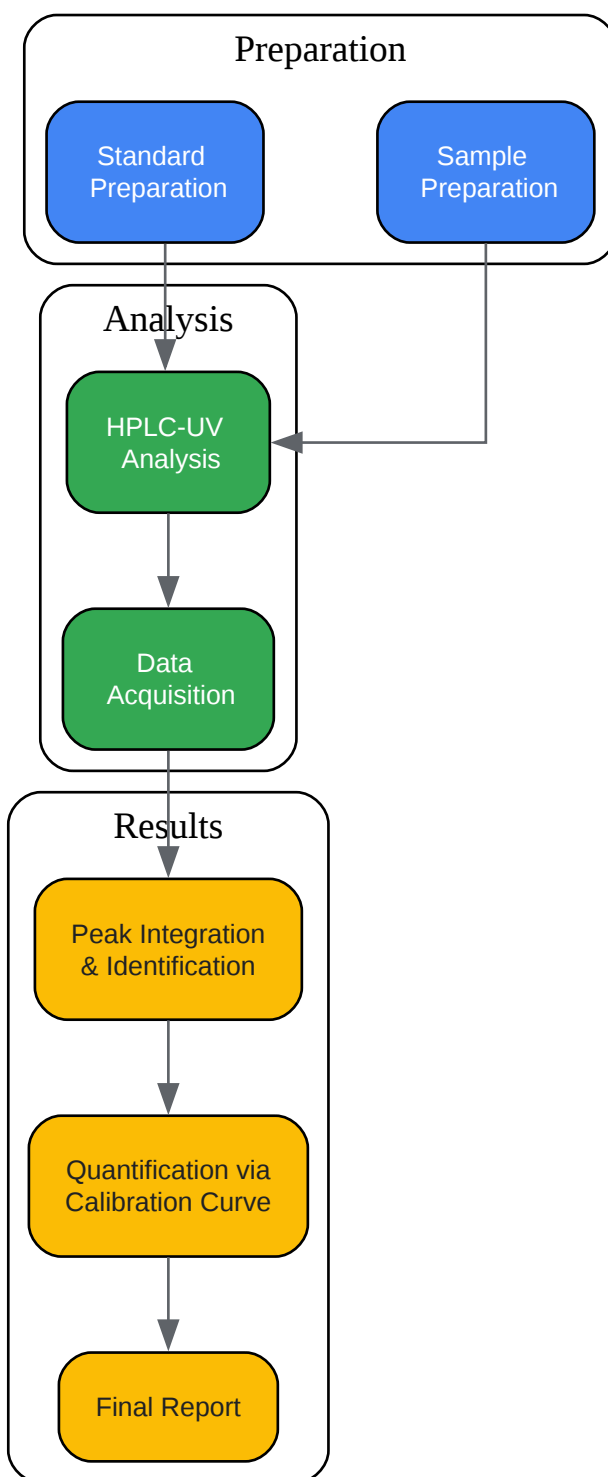 Preparation
Standard
Preparation
Sample
Preparation
Analysis
HPLC-UV
Analysis
Data
Acquisition
Results
Peak Integration
& Identification
Quantification via
Calibration Curve
Final Report